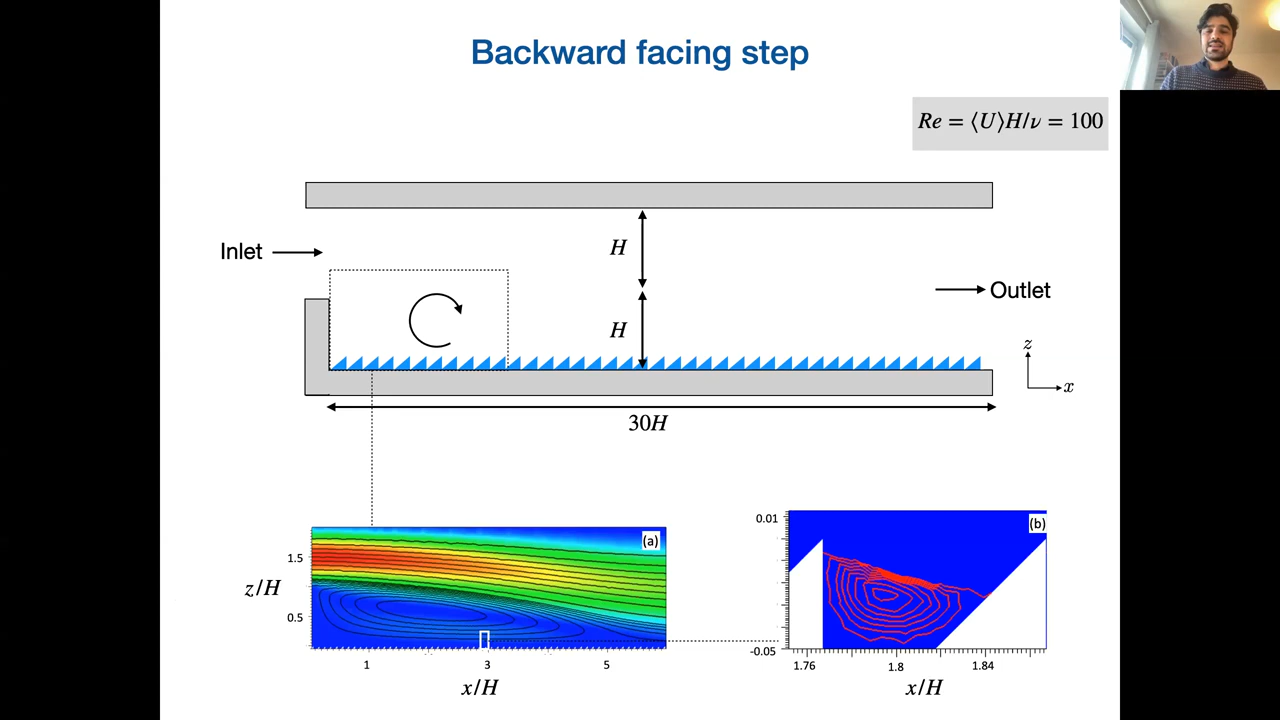 Backward facing step
Re = ⟨U⟩H/ν = 100
Inlet
H
Outlet
H
z
x
30H
(a)
1.5
z/H
0.5
1
3
5
x/H
0.01
(b)
-0.05
1.76
1.8
1.84
x/H